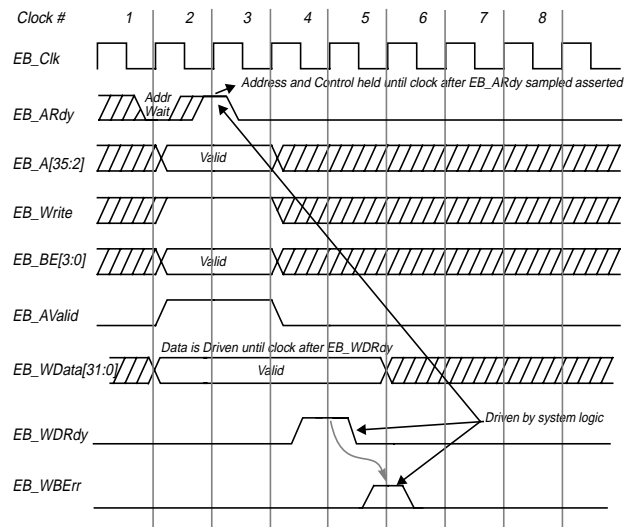 Clock # 1 2 3 4 5 6 7 8
EB_Clk
Address and Control held until clock after EB_ARdy sampled asserted
EB_ARdy
Addr
Wait
EB_A[35:2]
Valid
EB_Write
EB_BE[3:0]
Valid
EB_AValid
Data is Driven until clock after EB_WDRdy
EB_WData[31:0]
Valid
Driven by system logic
EB_WDRdy
EB_WBErr